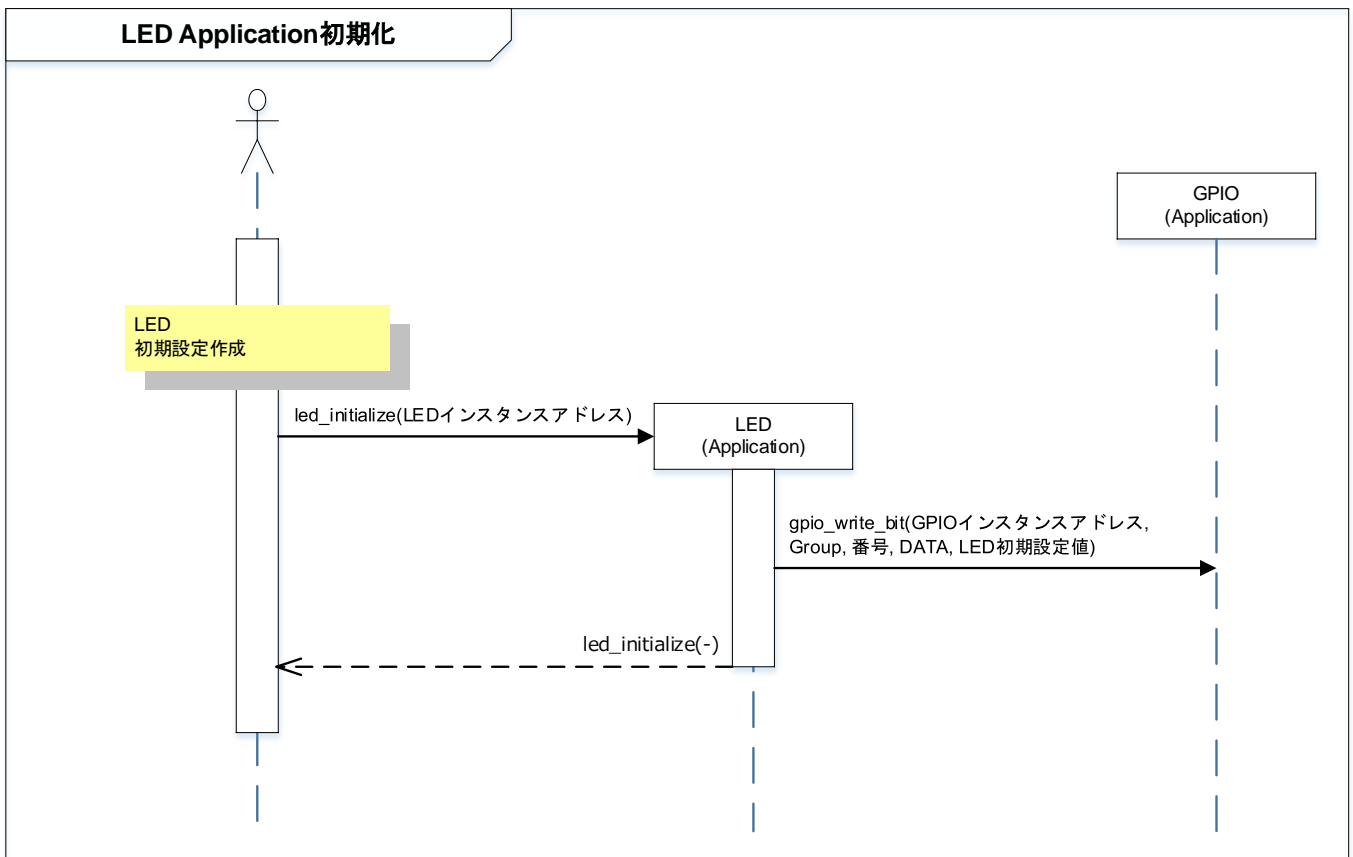 LED Application初期化
GPIO
(Application)
LED
初期設定作成
led_initialize(LEDインスタンスアドレス)
LED
(Application)
gpio_write_bit(GPIOインスタンスアドレス,
Group, 番号, DATA, LED初期設定値)
led_initialize(-)